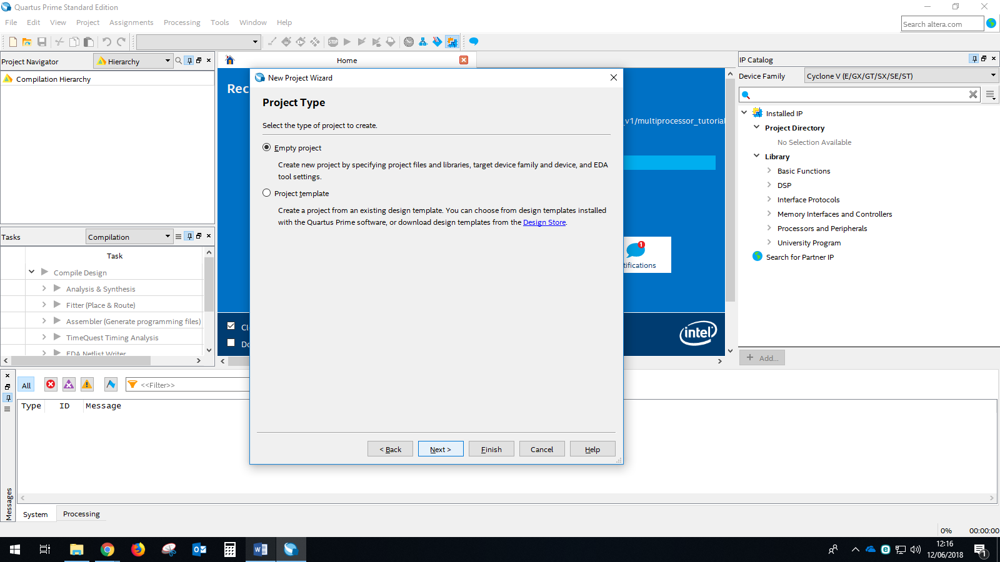 Quartus Prime Standard Edition
File Edit View Project Assignments Processing Tools Window Help
Search altera.com
Project Navigator
Hierarchy
Compilation Hierarchy
Home
Rec
_v1/multiprocessor_tutorial
tifications
1
Cl
Do
intel
New Project Wizard
Project Type
Select the type of project to create.
Empty project
Create new project by specifying project files and libraries, target device family and device, and EDA
tool settings.
Project template
Create a project from an existing design template. You can choose from design templates installed
with the Quartus Prime software, or download design templates from the Design Store.
< Back
Next >
Finish
Cancel
Help
IP Catalog
Device Family
Cyclone V (E/GX/GT/SX/SE/ST)
Installed IP
Project Directory
No Selection Available
Library
Basic Functions
DSP
Interface Protocols
Memory Interfaces and Controllers
Processors and Peripherals
University Program
Search for Partner IP
+ Add...
Tasks
Compilation
Task
Compile Design
Analysis & Synthesis
Fitter (Place & Route)
Assembler (Generate programming files)
TimeQuest Timing Analysis
EDA Netlist Writer
All
<<Filter>>
Type ID Message
Messages
System
Processing
0% 00:00:00
12:16
12/06/2018
1